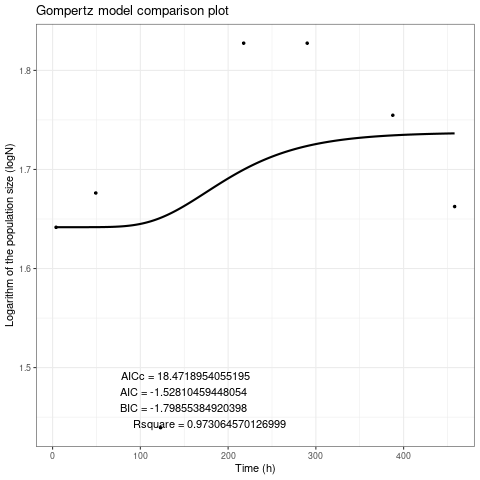 Gompertz model comparison plot
Logarithm of the population size (logN)
1.8
1.7
1.6
1.5
AICc = 18.4718954055195
AIC = -1.52810459448054
BIC = -1.79855384920398
Rsquare = 0.973064570126999
0 100 200 300 400
Time (h)